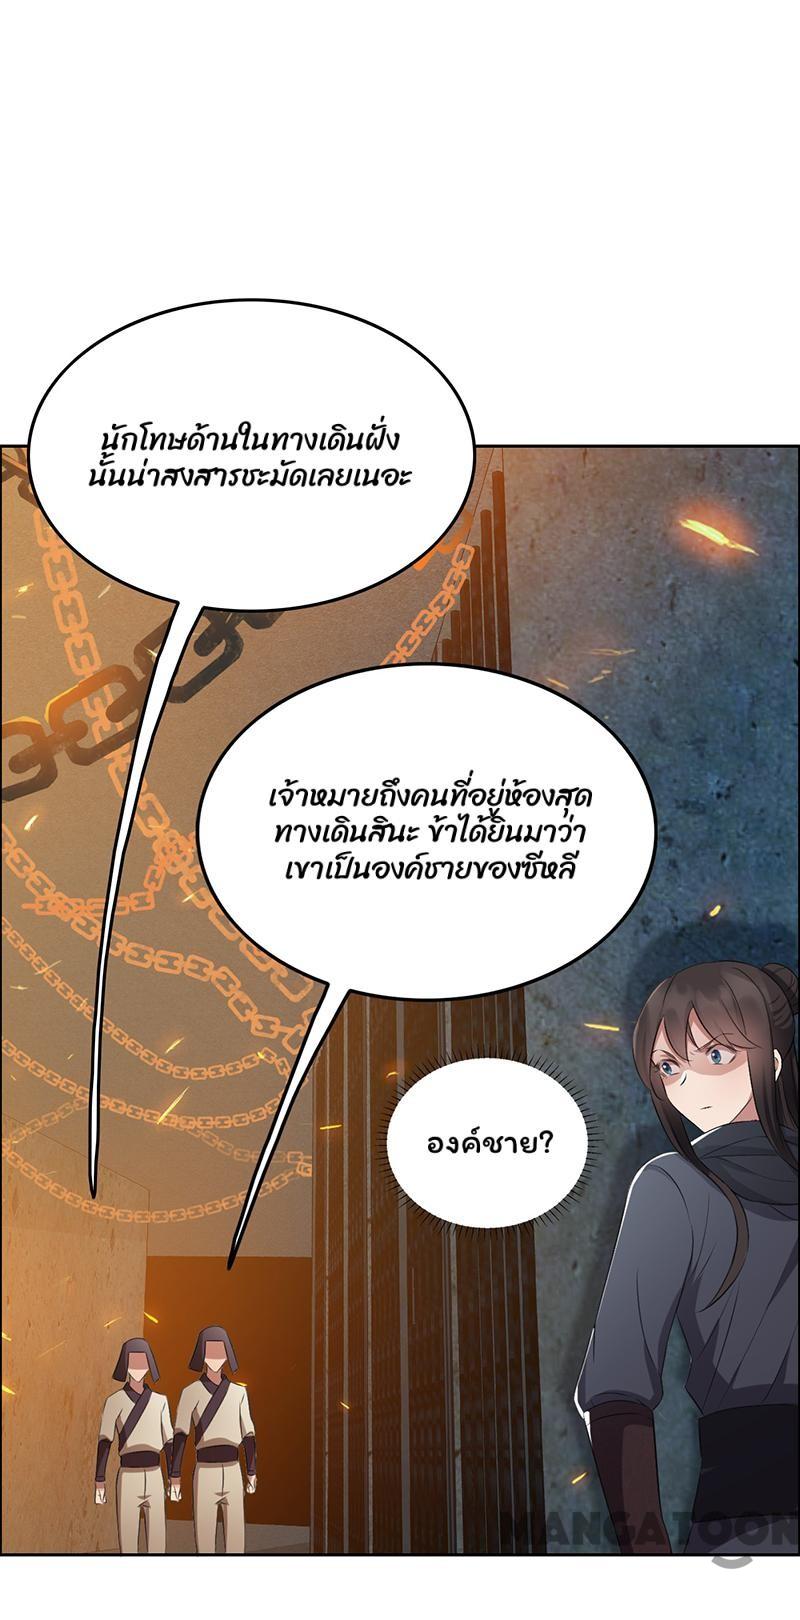 นักโทษด้านในทางเดินฝั่ง
นั้นน่าสงสารชะมัดเลยเนอะ
เจ้าหมายถึงคนที่อยู่ห้องสุด
ทางเดินสินะ ข้าได้ยินมาว่า
เขาเป็นองค์ชายของซีหลี
องค์ชาย?
MANGATOON